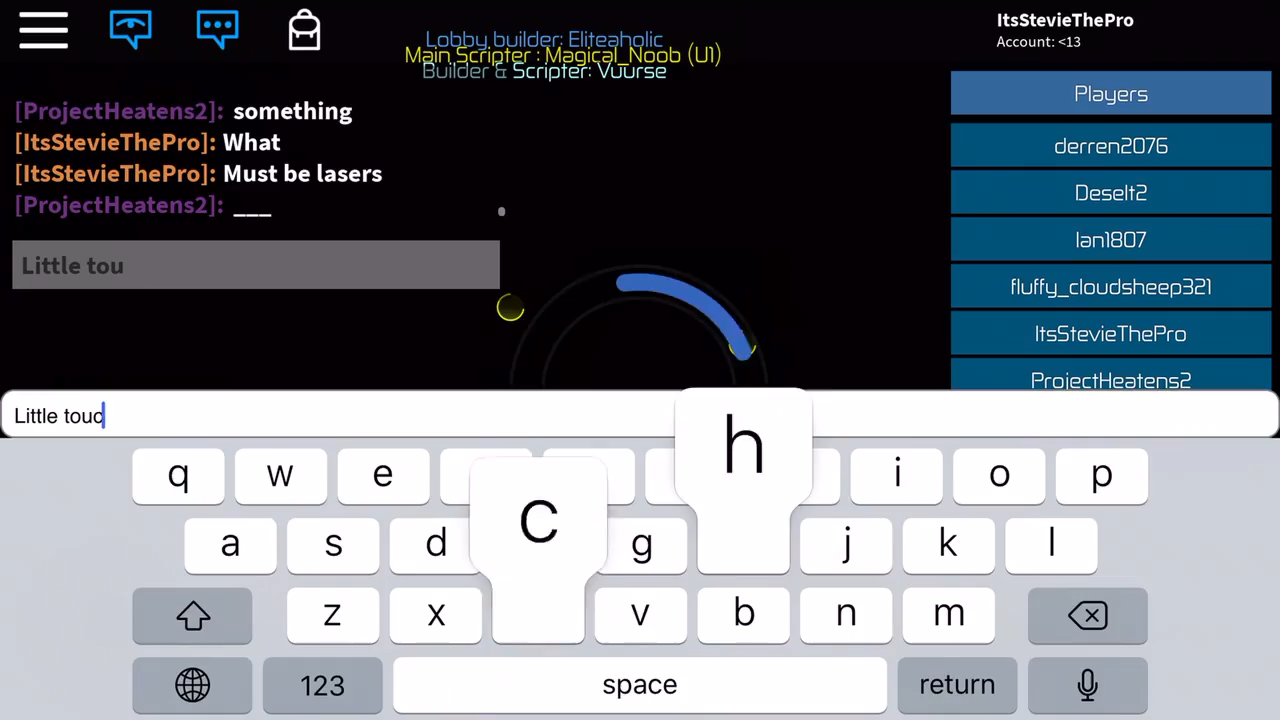 ItsStevieThePro
Account: <13
Lobby builder: Eliteaholic
Main Scripter : Magical_Noob (U1)
Builder & Scripter: Vuurse
[ProjectHeatens2]: something
[ItsStevieThePro]: What
[ItsStevieThePro]: Must be lasers
[ProjectHeatens2]: ___
Little tou
Players
derren2076
Deselt2
Ian1807
fluffy_cloudsheep321
ItsStevieThePro
ProjectHeatens2
Little touc
q w e i o p
h
a s d g j k l
c
z x v b n m
123 space return